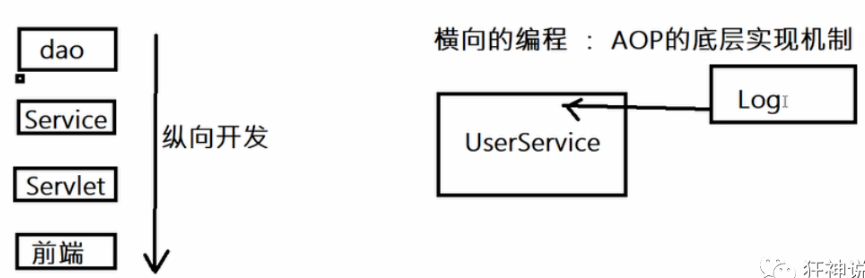 dao
Service
Servlet
前端
纵向开发
横向的编程 : AOP的底层实现机制
Log
UserService
狂神说